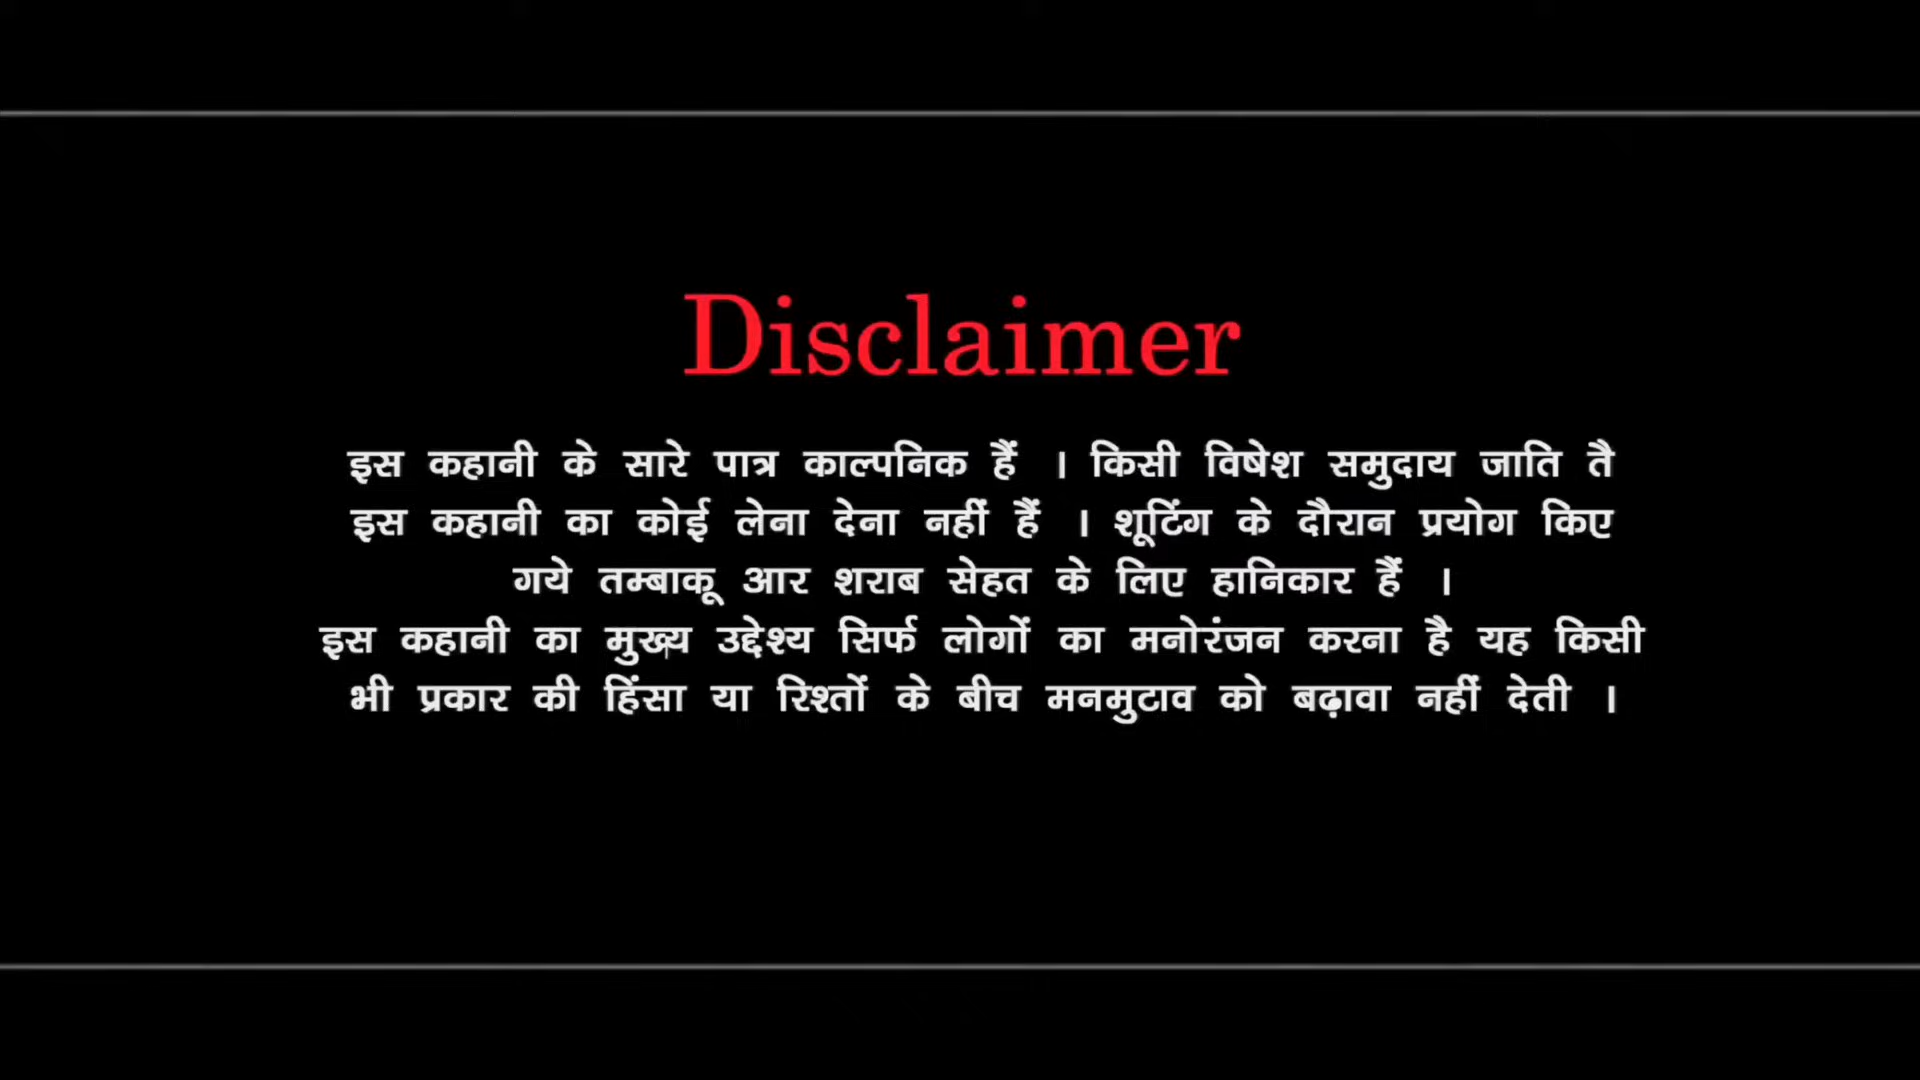 Disclaimer
इस कहानी के सारे पात्र काल्पनिक हैं । किसी विषेश समुदाय जाति तै
इस कहानी का कोई लेना देना नहीं हैं । शूटिंग के दौरान प्रयोग किए
गये तम्बाकू आर शराब सेहत के लिए हानिकार हैं ।
इस कहानी का मुख्य उद्देश्य सिर्फ लोगों का मनोरंजन करना है यह किसी
भी प्रकार की हिंसा या रिश्तों के बीच मनमुटाव को बढ़ावा नहीं देती ।